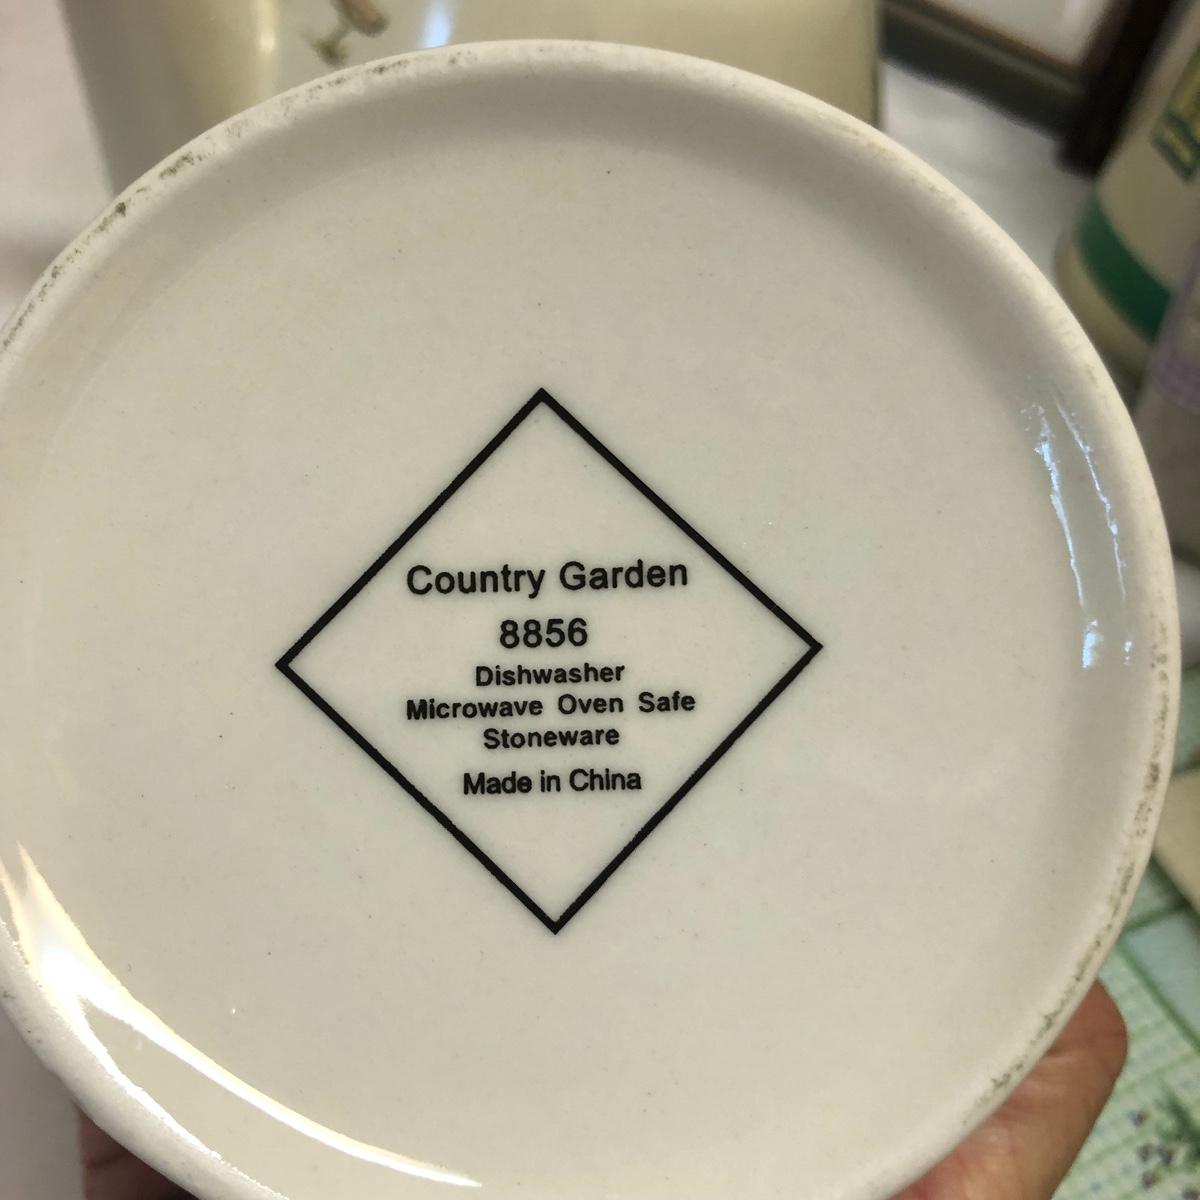 Country Garden
8856
Dishwasher
Microwave Oven Safe
Stoneware
Made in China